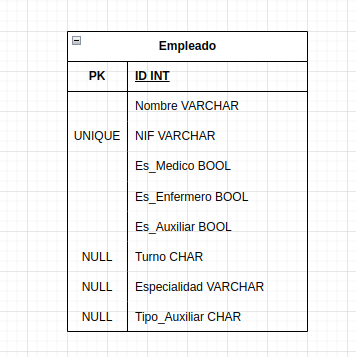 Empleado
PK ID INT
Nombre VARCHAR
UNIQUE NIF VARCHAR
Es_Medico BOOL
Es_Enfermero BOOL
Es_Auxiliar BOOL
NULL Turno CHAR
NULL Especialidad VARCHAR
NULL Tipo_Auxiliar CHAR